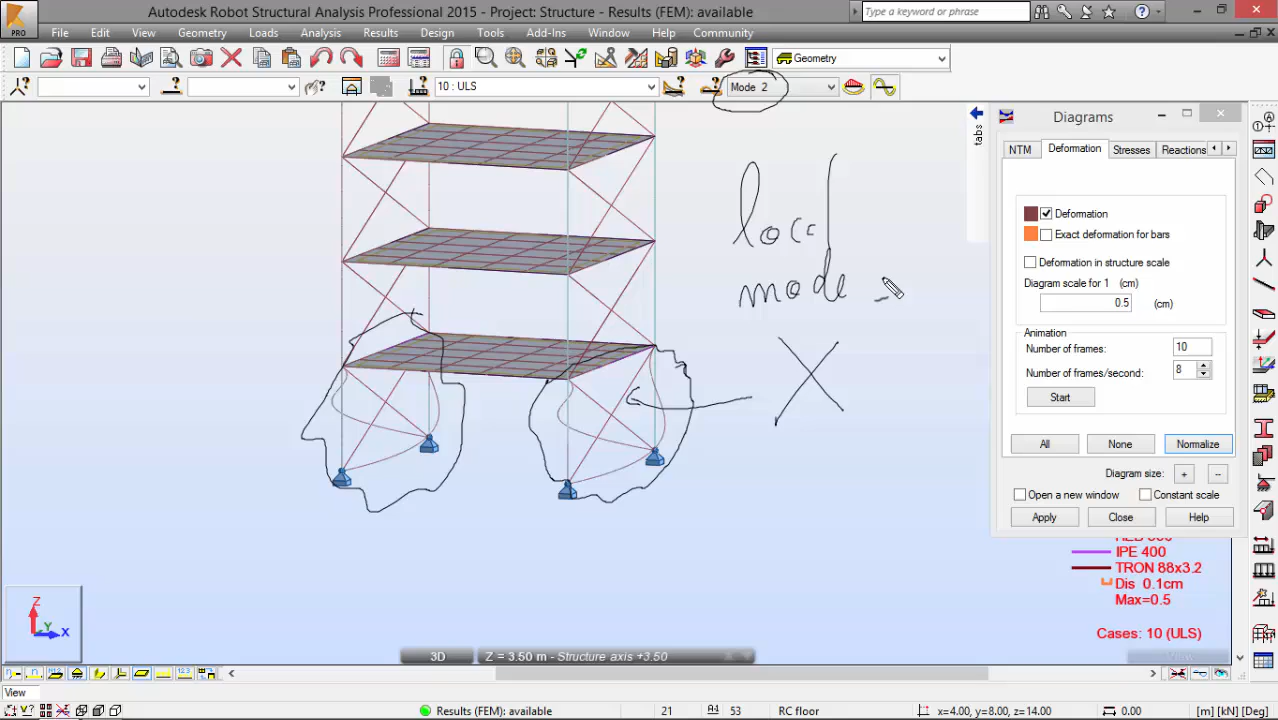 PRO
Autodesk Robot Structural Analysis Professional 2015 - Project: Structure - Results (FEM): available
Type a keyword or phrase
File Edit View Geometry Loads Analysis Results Design Tools Add-Ins Window Help Community
Geometry
10 : ULS
Mode 2
tabs
Diagrams
NTM Deformation Stresses Reactions
Deformation
Exact deformation for bars
Deformation in structure scale
Diagram scale for 1 (cm)
0.5 (cm)
Animation
Number of frames: 10
Number of frames/second: 8
Start
All None Normalize
Diagram size: + -
Open a new window Constant scale
Apply Close Help
local
mode
X
IPE 400
TRON 88x3.2
Dis 0.1cm
Max=0.5
Cases: 10 (ULS)
Z
Y
X
3D Z = 3.50 m - Structure axis +3.50
View
Results (FEM): available 21 53 RC floor x=4.00, y=8.00, z=14.00 0.00 [m] [kN] [Deg]